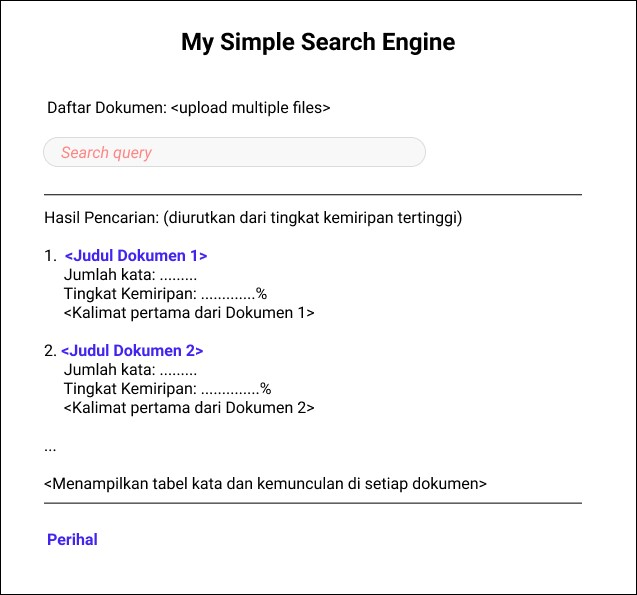 My Simple Search Engine
Daftar Dokumen: <upload multiple files>
Search query
Hasil Pencarian: (diurutkan dari tingkat kemiripan tertinggi)
1. <Judul Dokumen 1>
Jumlah kata: .........
Tingkat Kemiripan: .............%
<Kalimat pertama dari Dokumen 1>
2. <Judul Dokumen 2>
Jumlah kata: .........
Tingkat Kemiripan: ..............%
<Kalimat pertama dari Dokumen 2>
...
<Menampilkan tabel kata dan kemunculan di setiap dokumen>
Perihal